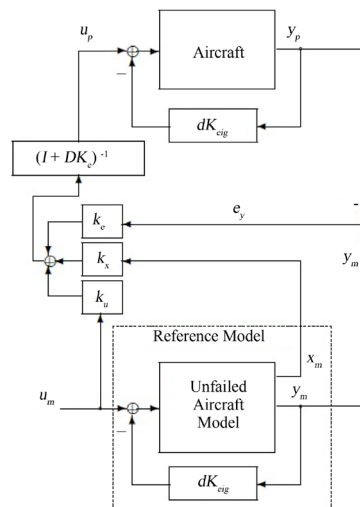 u_p
y_p
Aircraft
–
dK_eig
(I + DK_e)^-1
k_e
e_y
-
k_x
y_m
k_u
Reference Model
x_m
u_m
Unfailed
Aircraft
Model
y_m
–
dK_eig